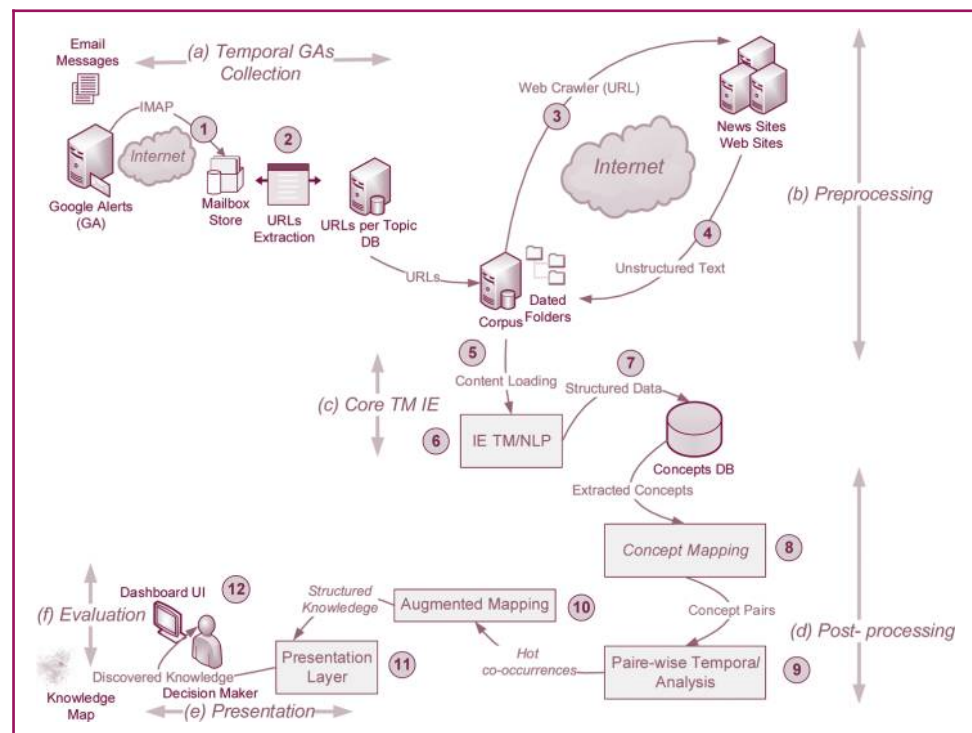 Email
Messages
(a) Temporal GAs
Collection
IMAP
1
Internet
2
Google Alerts
(GA)
Mailbox
Store
URLs
Extraction
URLs per Topic
DB
URLs
Web Crawler (URL)
3
Internet
News Sites
Web Sites
4
Unstructured Text
(b) Preprocessing
Corpus
Dated
Folders
5
Content Loading
7
Structured Data
(c) Core TM IE
6
IE TM/NLP
Concepts DB
Extracted Concepts
Concept Mapping
8
Concept Pairs
(d) Post- processing
Paire-wise Temporal
Analysis
9
Hot
co-occurrences
Augmented Mapping
10
Structured
Knowledege
Presentation
Layer
11
Dashboard UI
12
(f) Evaluation
Discovered Knowledge
Decision Maker
Knowledge
Map
(e) Presentation